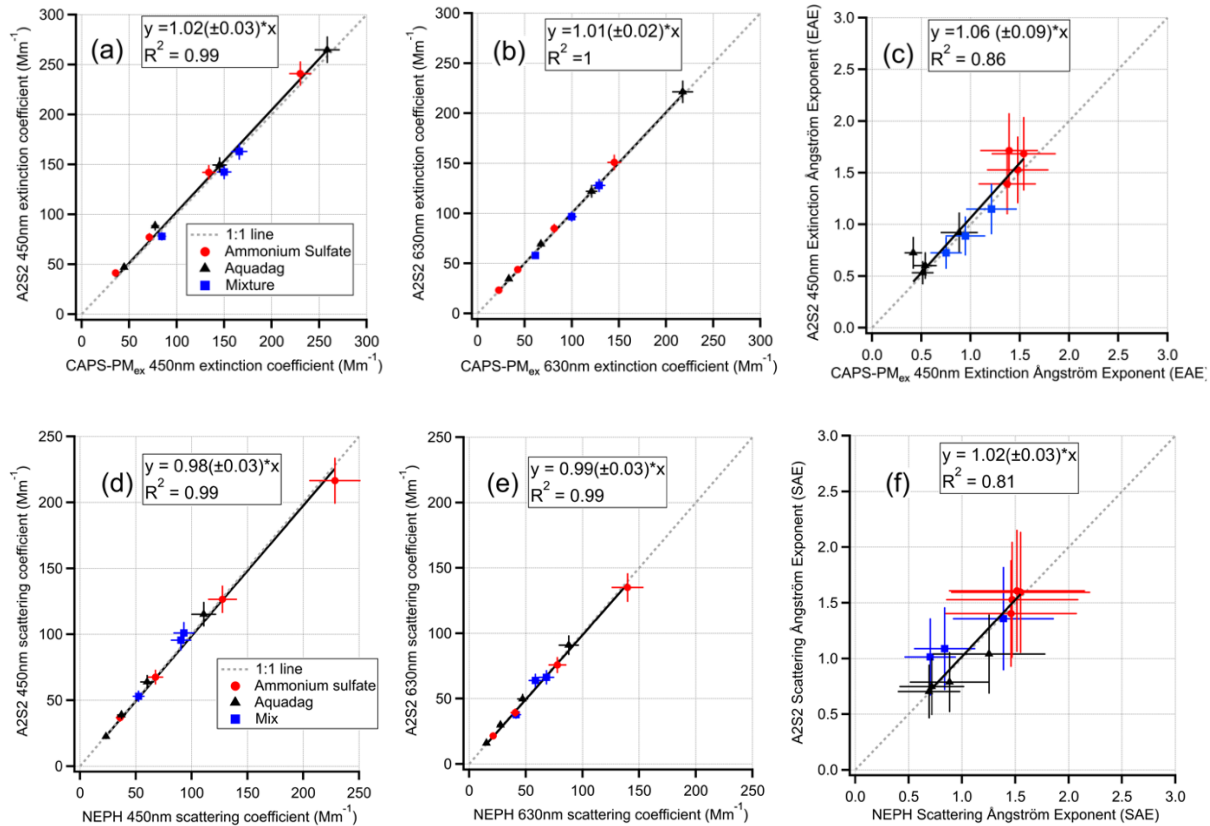 (a)
y =1.02(±0.03)*x
R² = 0.99
A2S2 450nm extinction coefficient (Mm⁻¹)
300
250
200
150
100
50
0
1:1 line
Ammonium Sulfate
Aquadag
Mixture
0 50 100 150 200 250 300
CAPS-PMₑₓ 450nm extinction coefficient (Mm⁻¹)
(b)
y =1.01(±0.02)*x
R² =1
A2S2 630nm extinction coefficient (Mm⁻¹)
300
250
200
150
100
50
0
0 50 100 150 200 250 300
CAPS-PMₑₓ 630nm extinction coefficient (Mm⁻¹)
(c)
y =1.06 (±0.09)*x
R² = 0.86
A2S2 450nm Extinction Ångström Exponent (EAE)
3.0
2.5
2.0
1.5
1.0
0.5
0.0
0.0 0.5 1.0 1.5 2.0 2.5 3.0
CAPS-PMₑₓ 450nm Extinction Ångström Exponent (EAE)
(d)
y = 0.98(±0.03)*x
R² = 0.99
A2S2 450nm scattering coefficient (Mm⁻¹)
250
200
150
100
50
0
1:1 line
Ammonium sulfate
Aquadag
Mix
0 50 100 150 200 250
NEPH 450nm scattering coefficient (Mm⁻¹)
(e)
y = 0.99(±0.03)*x
R² = 0.99
A2S2 630nm scattering coefficient (Mm⁻¹)
250
200
150
100
50
0
0 50 100 150 200 250
NEPH 630nm scattering coefficient (Mm⁻¹)
(f)
y = 1.02(±0.03)*x
R² = 0.81
A2S2 Scattering Ångström Exponent (SAE)
3.0
2.5
2.0
1.5
1.0
0.5
0.0
0.0 0.5 1.0 1.5 2.0 2.5 3.0
NEPH Scattering Ångström Exponent (SAE)